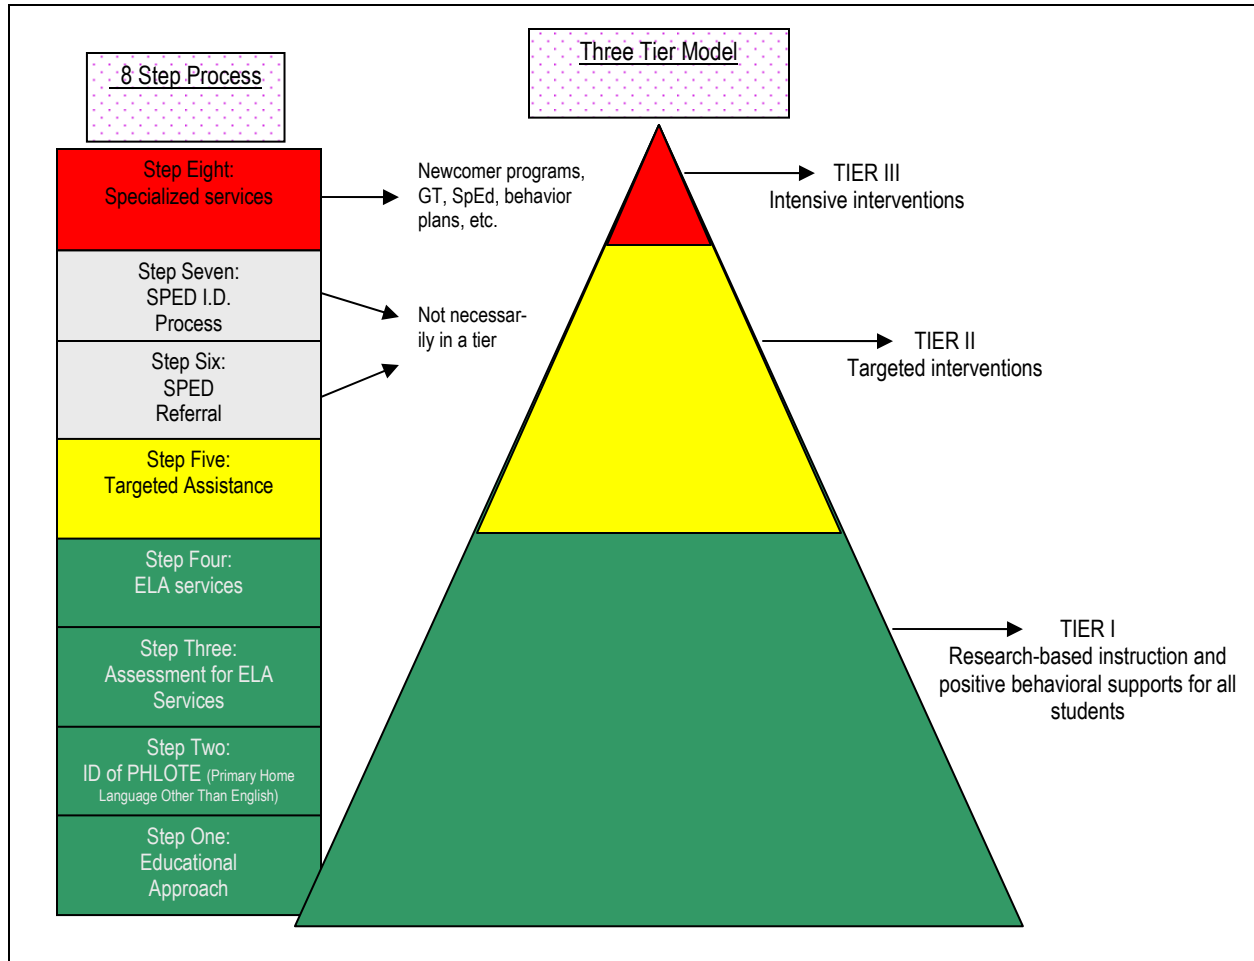 8 Step Process
Three Tier Model
Step Eight:
Specialized services
Newcomer programs,
GT, SpEd, behavior
plans, etc.
TIER III
Intensive interventions
Step Seven:
SPED I.D.
Process
Not necessar-
ily in a tier
Step Six:
SPED
Referral
TIER II
Targeted interventions
Step Five:
Targeted Assistance
Step Four:
ELA services
Step Three:
Assessment for ELA
Services
TIER I
Research-based instruction and
positive behavioral supports for all
students
Step Two:
ID of PHLOTE (Primary Home
Language Other Than English)
Step One:
Educational
Approach